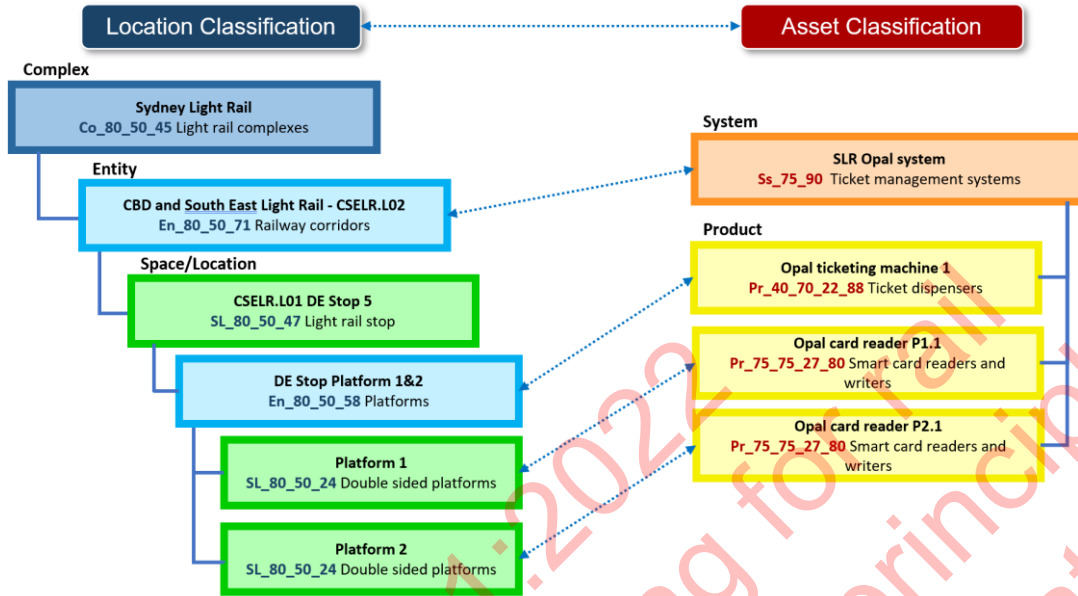 Location Classification
Asset Classification
Complex
Sydney Light Rail
Co_80_50_45 Light rail complexes
Entity
CBD and South East Light Rail - CSELR.L02
En_80_50_71 Railway corridors
Space/Location
CSELR.L01 DE Stop 5
SL_80_50_47 Light rail stop
DE Stop Platform 1&2
En_80_50_58 Platforms
Platform 1
SL_80_50_24 Double sided platforms
Platform 2
SL_80_50_24 Double sided platforms
System
SLR Opal system
Ss_75_90 Ticket management systems
Product
Opal ticketing machine 1
Pr_40_70_22_88 Ticket dispensers
Opal card reader P1.1
Pr_75_75_27_80 Smart card readers and
writers
Opal card reader P2.1
Pr_75_75_27_80 Smart card readers and
writers
1:2022
for rail